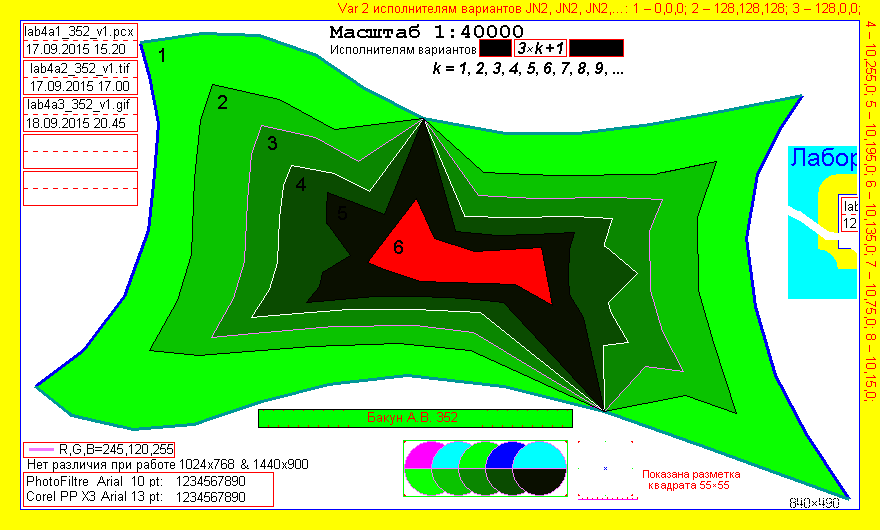 Var 2 исполнителям вариантов JN2, JN2, JN2,...: 1 – 0,0,0; 2 – 128,128,128; 3 – 128,0,0;
4 – 10,255,0; 5 – 10,195,0; 6 – 10,135,0; 7 – 10,75,0; 8 – 10,15,0;
lab4a1_352_v1.pcx
17.09.2015 15.20
lab4a2_352_v1.tif
17.09.2015 17.00
lab4a3_352_v1.gif
18.09.2015 20.45
Масштаб 1:40000
Исполнителям вариантов 3×k+1
k = 1, 2, 3, 4, 5, 6, 7, 8, 9, ...
1
2
3
4
5
6
Лабор
lab
12
Бакун А.В. 352
R,G,B=245,120,255
Нет различия при работе 1024x768 & 1440x900
PhotoFiltre Arial 10 pt: 1234567890
Corel PP X3 Arial 13 pt: 1234567890
Показана разметка
квадрата 55×55
640×490